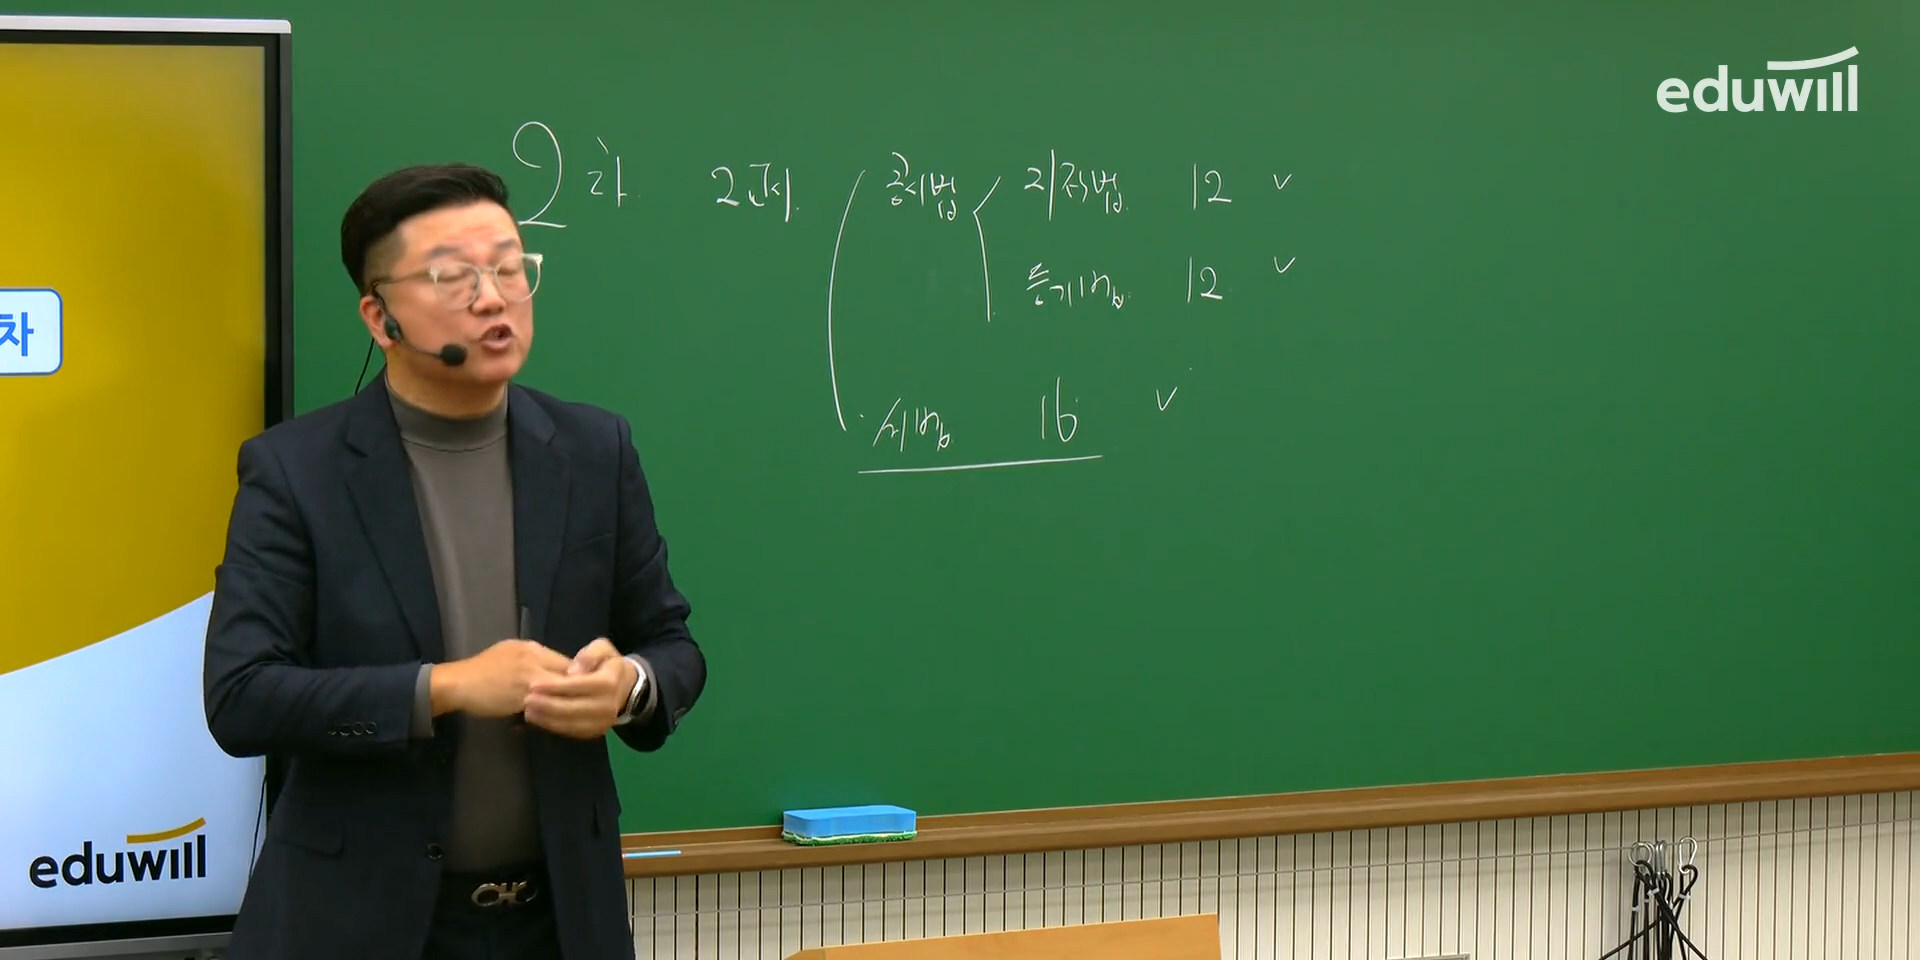 eduwill
2차 2교시 공시법 지적법 12 ✓
등기법 12 ✓
세법 16 ✓
차
eduwill